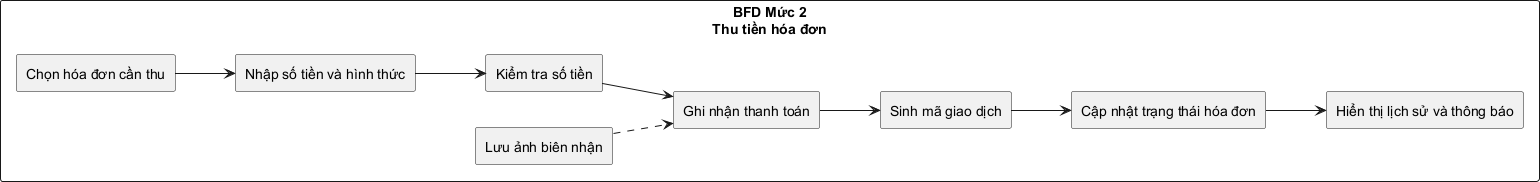 BFD Mức 2
Thu tiền hóa đơn
Chọn hóa đơn cần thu
Nhập số tiền và hình thức
Kiểm tra số tiền
Ghi nhận thanh toán
Sinh mã giao dịch
Cập nhật trạng thái hóa đơn
Hiển thị lịch sử và thông báo
Lưu ảnh biên nhận